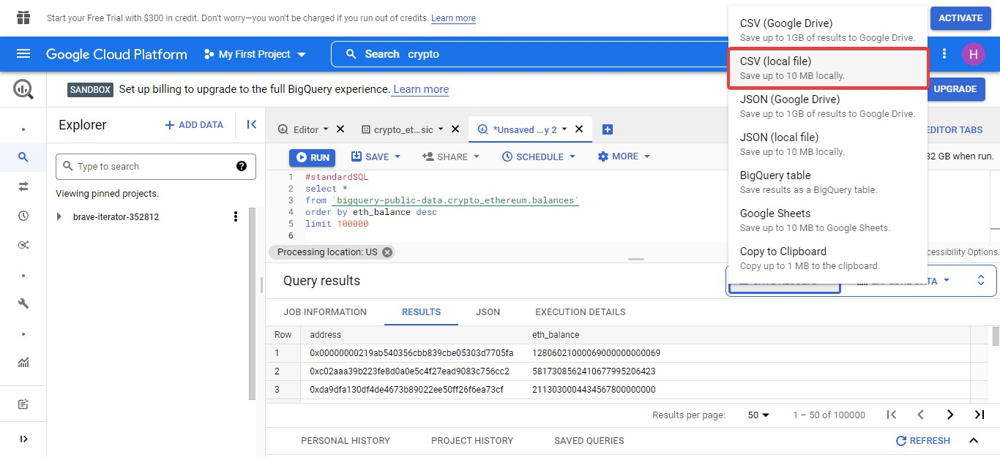 Start your Free Trial with $300 in credit. Don't worry—you won't be charged if you run out of credits. Learn more
ACTIVATE
Google Cloud Platform
My First Project
Search crypto
H
SANDBOX Set up billing to upgrade to the full BigQuery experience. Learn more
UPGRADE
CSV (Google Drive)
Save up to 1GB of results to Google Drive.
CSV (local file)
Save up to 10 MB locally.
JSON (Google Drive)
Save up to 1GB of results to Google Drive.
JSON (local file)
Save up to 10 MB locally.
BigQuery table
Save results as a BigQuery table.
Google Sheets
Save up to 10 MB to Google Sheets.
Copy to Clipboard
Copy up to 1 MB to the clipboard.
Explorer
+ ADD DATA
Type to search
Viewing pinned projects.
brave-iterator-352812
Editor
crypto_et...sic
*Unsaved ...y 2
EDITOR TABS
RUN
SAVE
SHARE
SCHEDULE
MORE
32 GB when run.
1 #standardSQL
2 select *
3 from `bigquery-public-data.crypto_ethereum.balances`
4 order by eth_balance desc
5 limit 100000
6
Processing location: US
cessibility Options.
Query results
JOB INFORMATION
RESULTS
JSON
EXECUTION DETAILS
Row address eth_balance
1 0x00000000219ab540356cbb839cbe05303d7705fa 12806021000069000000000069
2 0xc02aaa39b223fe8d0a0e5c4f27ead9083c756cc2 5817308562410677995206423
3 0xda9dfa130df4de4673b89022ee50ff26f6ea73cf 2113030004434567800000000
Results per page: 50 1 – 50 of 100000
PERSONAL HISTORY
PROJECT HISTORY
SAVED QUERIES
REFRESH